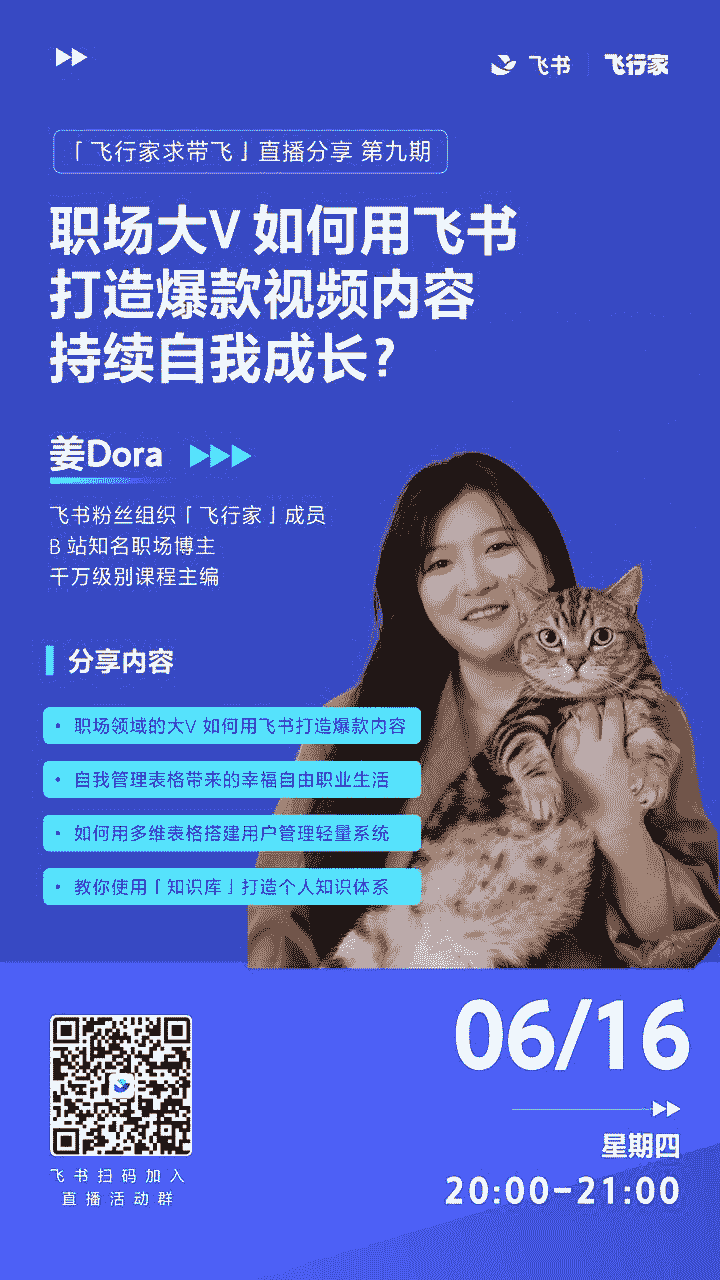 飞书 飞行家
「飞行家求带飞」直播分享 第九期
职场大V 如何用飞书
打造爆款视频内容
持续自我成长?
姜Dora
飞书粉丝组织「飞行家」成员
B 站知名职场博主
千万级别课程主编
分享内容
• 职场领域的大V 如何用飞书打造爆款内容
• 自我管理表格带来的幸福自由职业生活
• 如何用多维表格搭建用户管理轻量系统
• 教你使用「知识库」打造个人知识体系
飞书扫码加入
直播活动群
06/16
星期四
20:00-21:00